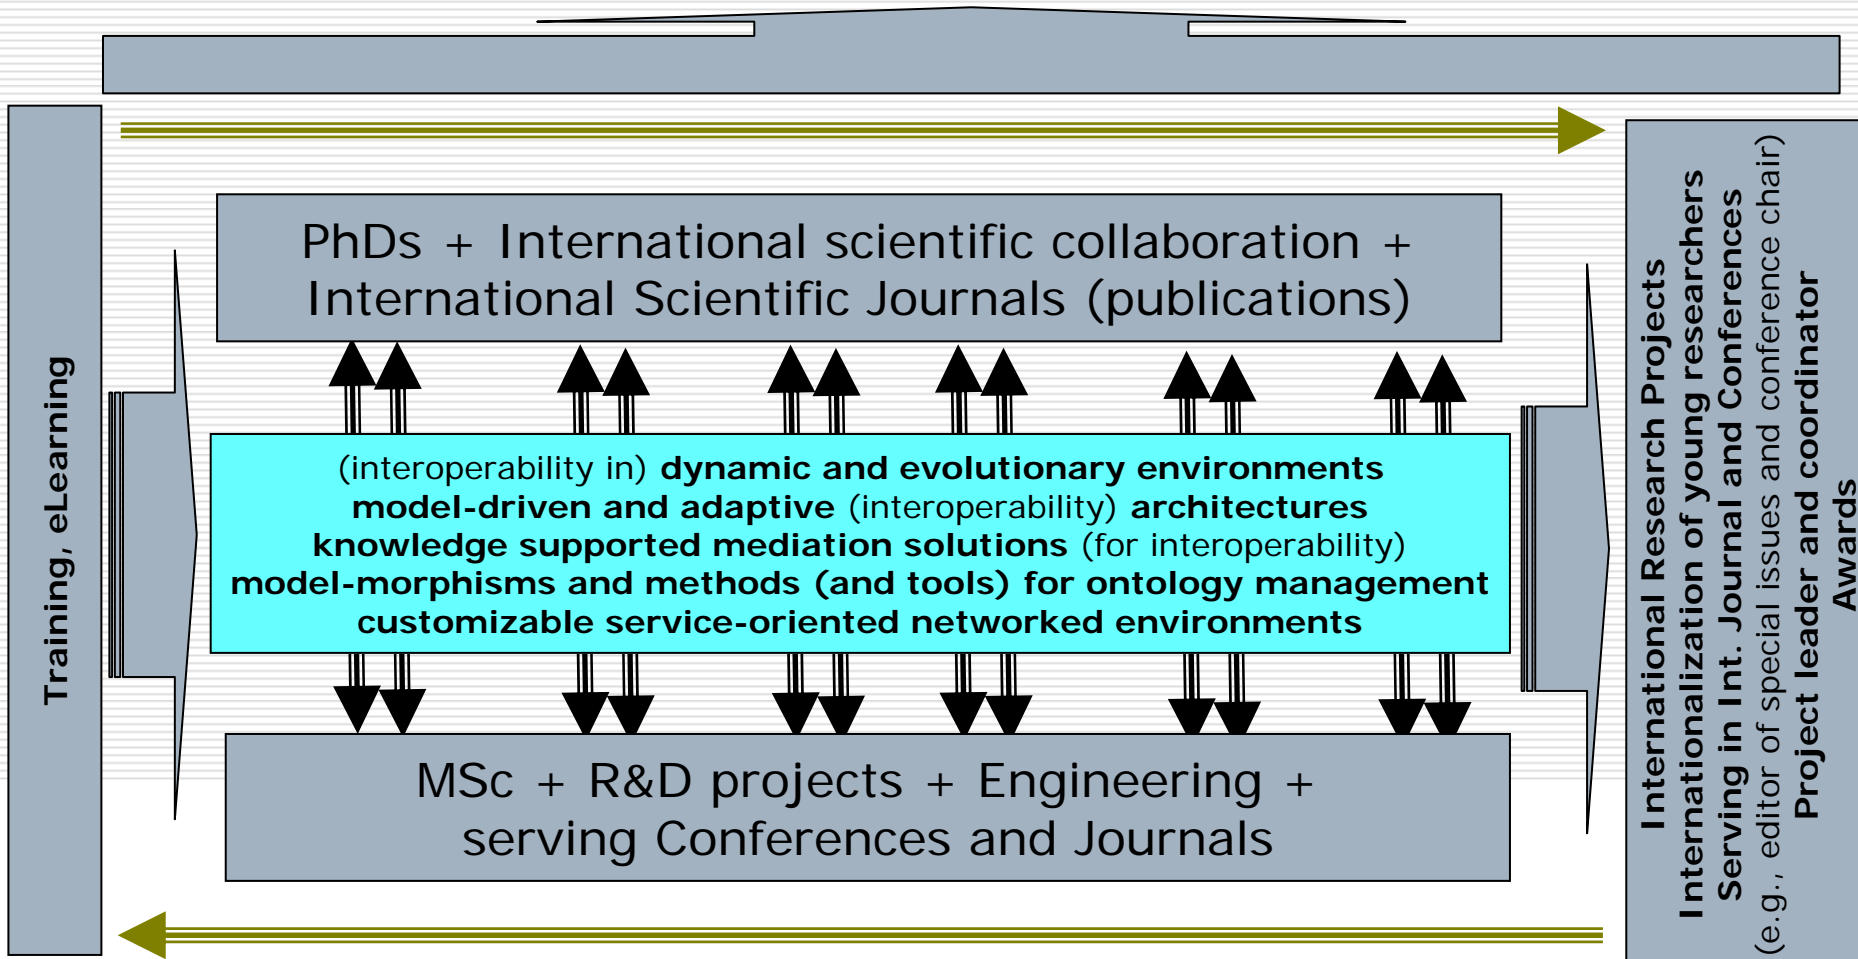 Training, eLearning
PhDs + International scientific collaboration +
International Scientific Journals (publications)
(interoperability in) dynamic and evolutionary environments
model-driven and adaptive (interoperability) architectures
knowledge supported mediation solutions (for interoperability)
model-morphisms and methods (and tools) for ontology management
customizable service-oriented networked environments
MSc + R&D projects + Engineering +
serving Conferences and Journals
International Research Projects
Internationalization of young researchers
Serving in Int. Journal and Conferences
(e.g., editor of special issues and conference chair)
Project leader and coordinator
Awards